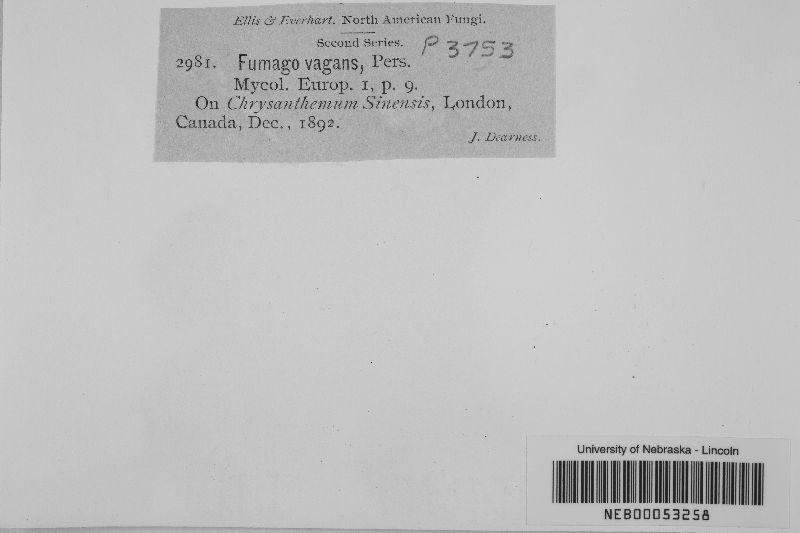 Ellis & Everhart. North American Fungi.
Second Series.
P 3753
2981. Fumago vagans, Pers.
Mycol. Europ. 1, p. 9.
On Chrysanthemum Sinensis, London,
Canada, Dec., 1892.
J. Dearness.
University of Nebraska - Lincoln
NEB00053258